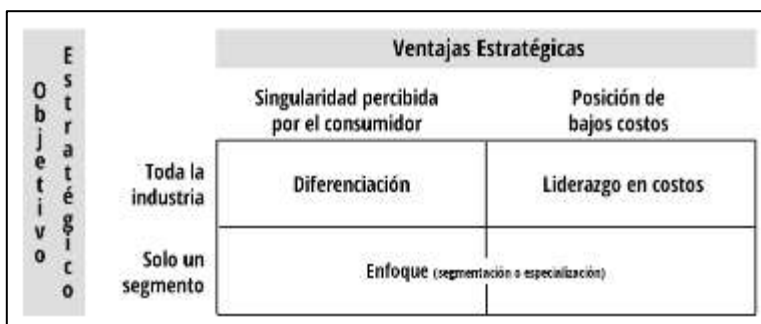 Objetivo
Estratégico
Ventajas Estratégicas
Singularidad percibida
por el consumidor
Posición de
bajos costos
Toda la
industria
Diferenciación
Liderazgo en costos
Solo un
segmento
Enfoque (segmentación o especialización)